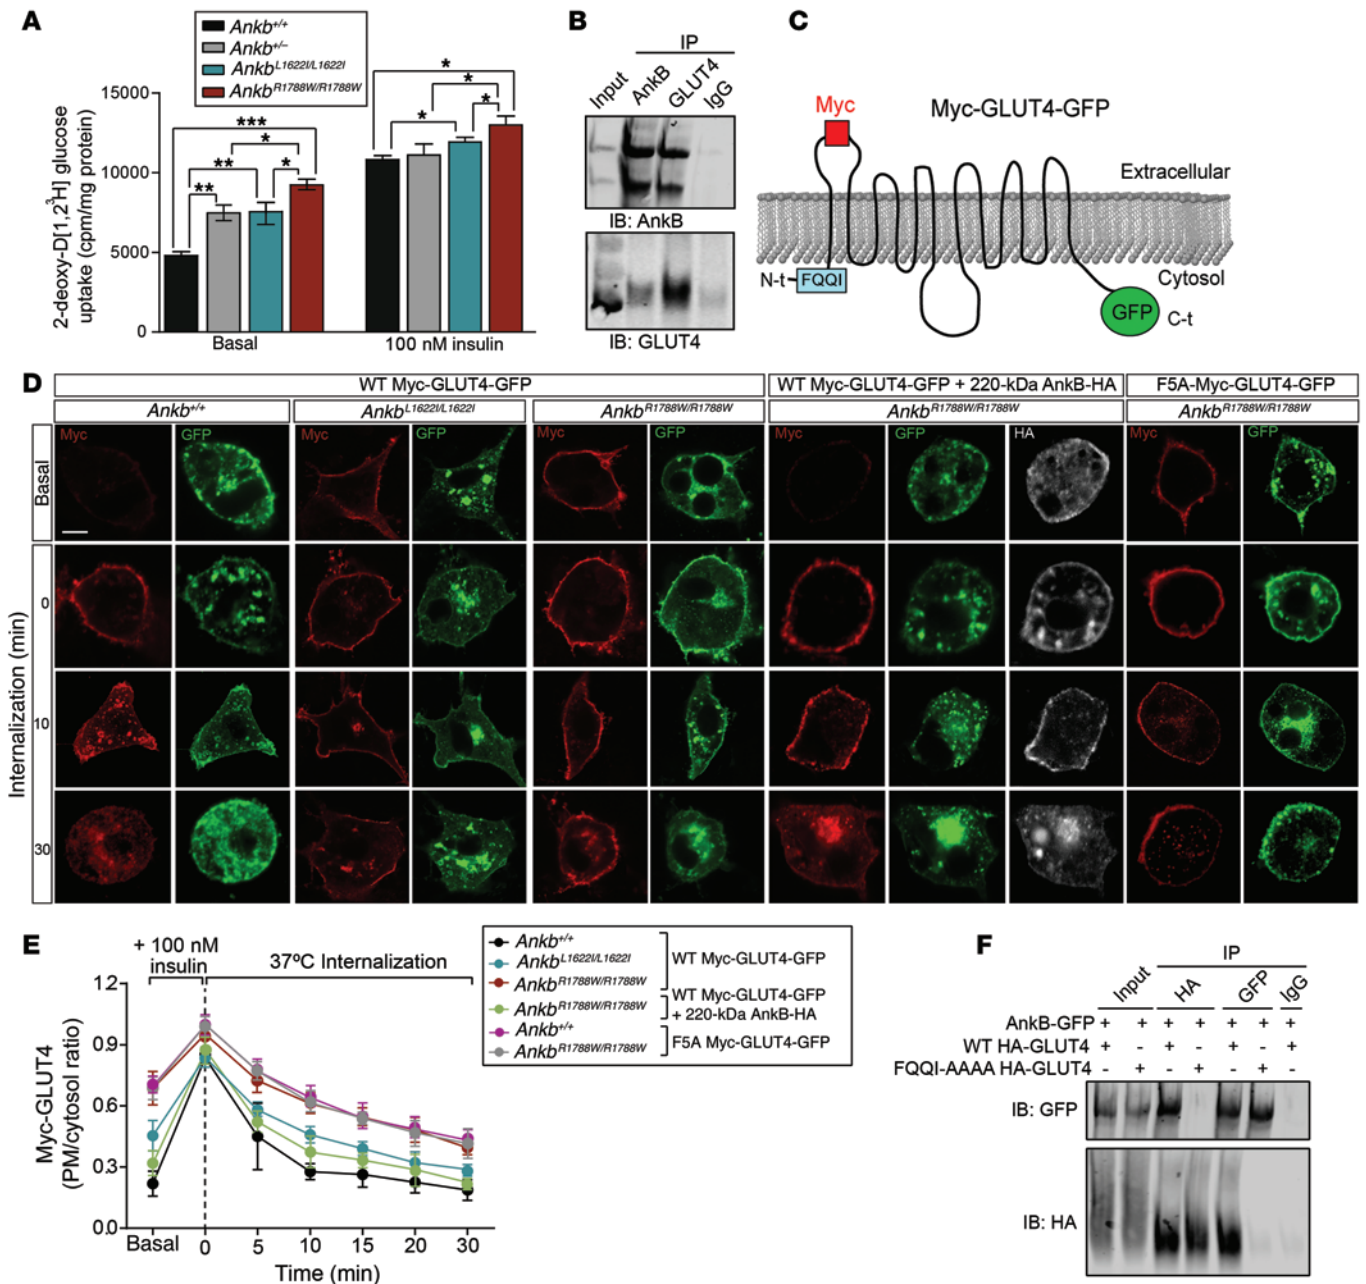 A
Ankb+/+
Ankb+/–
AnkbL1622I/L1622I
AnkbR1788W/R1788W
2-deoxy-D[1,2³H] glucose
uptake (cpm/mg protein)
15000
10000
5000
0
***
*
**
**
*
*
*
*
*
Basal
100 nM insulin
B
IP
Input
AnkB
GLUT4
IgG
IB: AnkB
IB: GLUT4
C
Myc-GLUT4-GFP
Myc
Extracellular
Cytosol
N-t
FQQI
GFP
C-t
D
WT Myc-GLUT4-GFP
WT Myc-GLUT4-GFP + 220-kDa AnkB-HA
F5A-Myc-GLUT4-GFP
Ankb+/+
AnkbL1622I/L1622I
AnkbR1788W/R1788W
AnkbR1788W/R1788W
AnkbR1788W/R1788W
Myc
GFP
Myc
GFP
Myc
GFP
Myc
GFP
HA
Myc
GFP
Basal
Internalization (min)
0
10
30
E
+ 100 nM
insulin
37ºC Internalization
Myc-GLUT4
(PM/cytosol ratio)
1.2
0.9
0.6
0.3
0.0
Basal
0
5
10
15
20
30
Time (min)
Ankb+/+
AnkbL1622I/L1622I
AnkbR1788W/R1788W
WT Myc-GLUT4-GFP
AnkbR1788W/R1788W
WT Myc-GLUT4-GFP
+ 220-kDa AnkB-HA
Ankb+/+
AnkbR1788W/R1788W
F5A Myc-GLUT4-GFP
F
IP
Input
HA
GFP
IgG
AnkB-GFP + + + + + + +
WT HA-GLUT4 + - + - + - +
FQQI-AAAA HA-GLUT4 - + - + - + -
IB: GFP
IB: HA